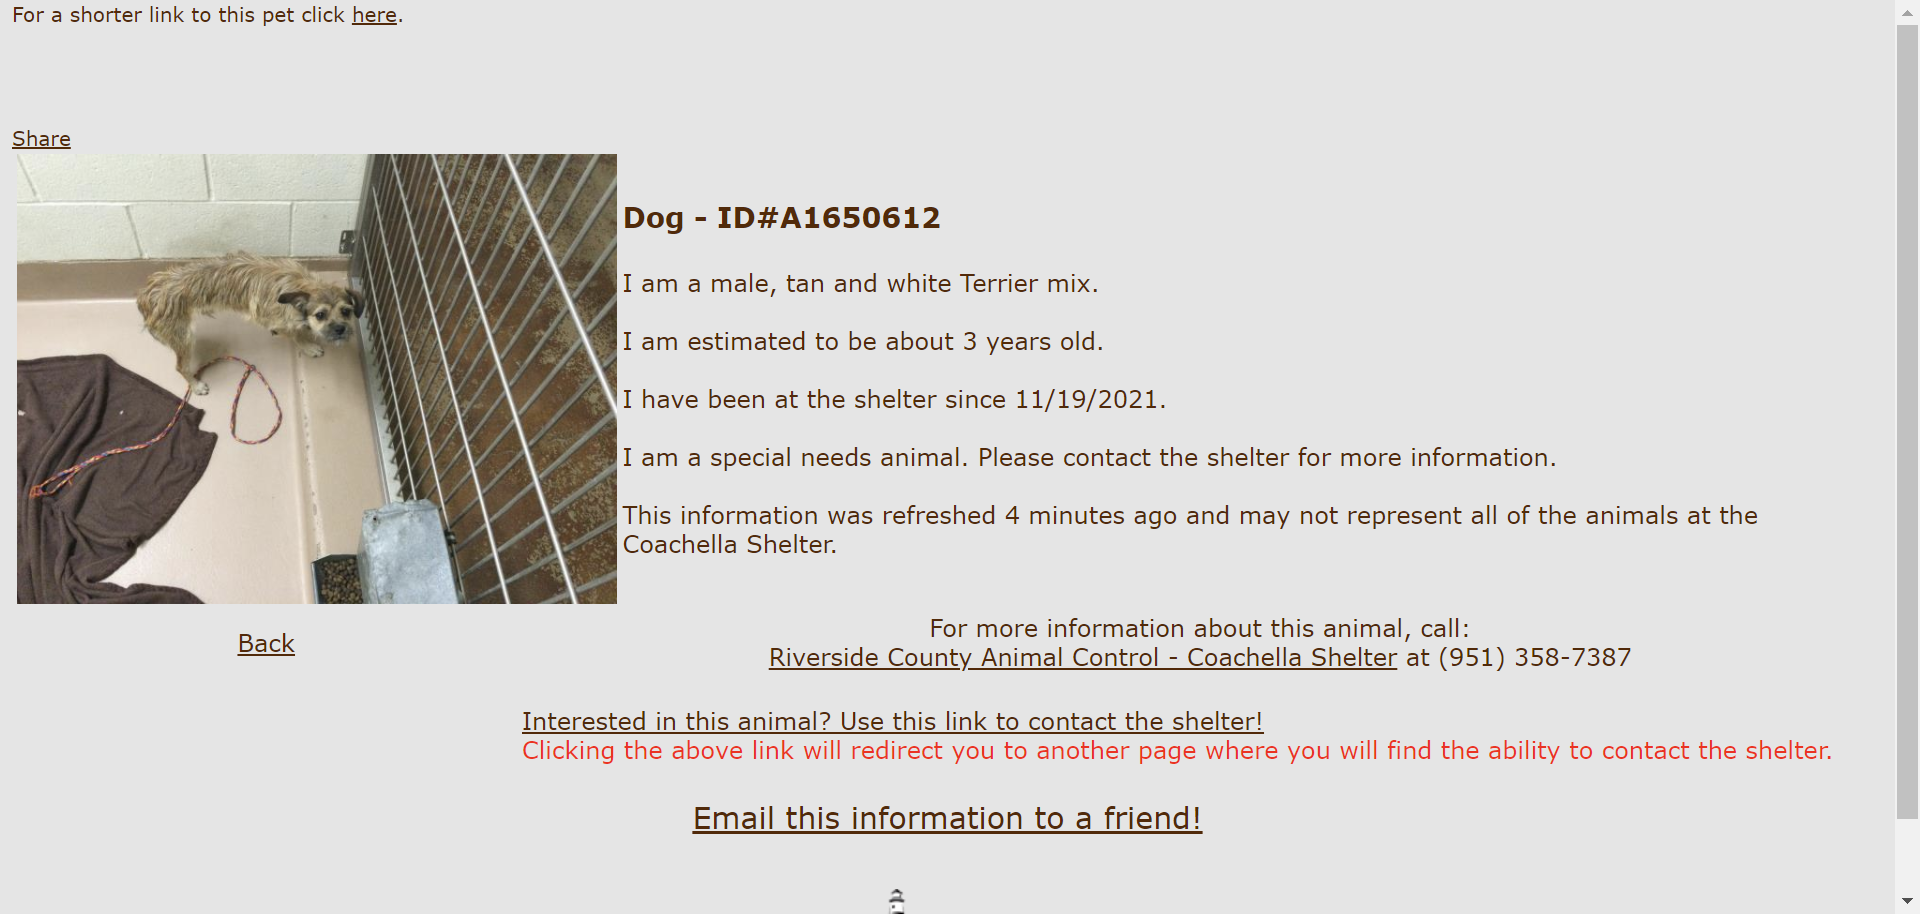 For a shorter link to this pet click here.
Share
Dog - ID#A1650612
I am a male, tan and white Terrier mix.
I am estimated to be about 3 years old.
I have been at the shelter since 11/19/2021.
I am a special needs animal. Please contact the shelter for more information.
This information was refreshed 4 minutes ago and may not represent all of the animals at the
Coachella Shelter.
Back
For more information about this animal, call:
Riverside County Animal Control - Coachella Shelter at (951) 358-7387
Interested in this animal? Use this link to contact the shelter!
Clicking the above link will redirect you to another page where you will find the ability to contact the shelter.
Email this information to a friend!